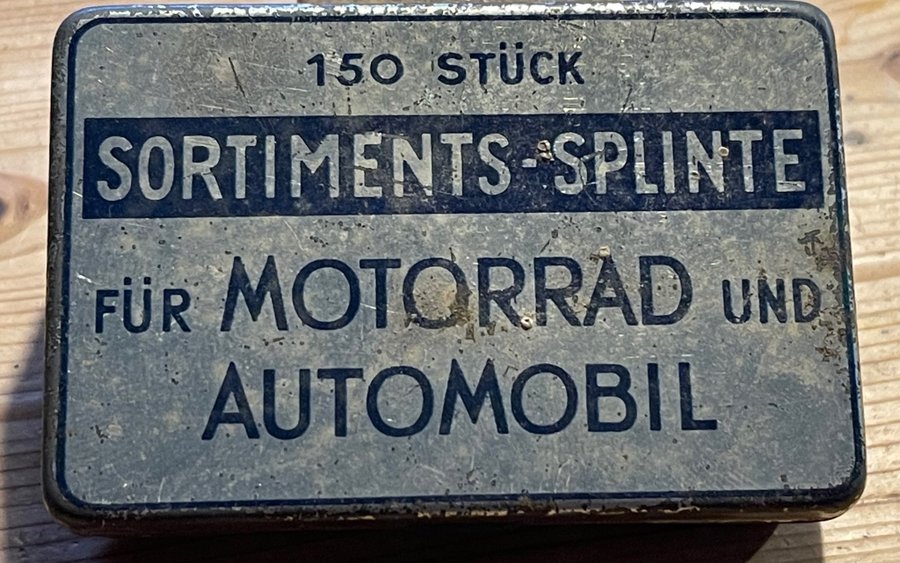 150 STÜCK
SORTIMENTS-SPLINTE
FÜR MOTORRAD UND
AUTOMOBIL